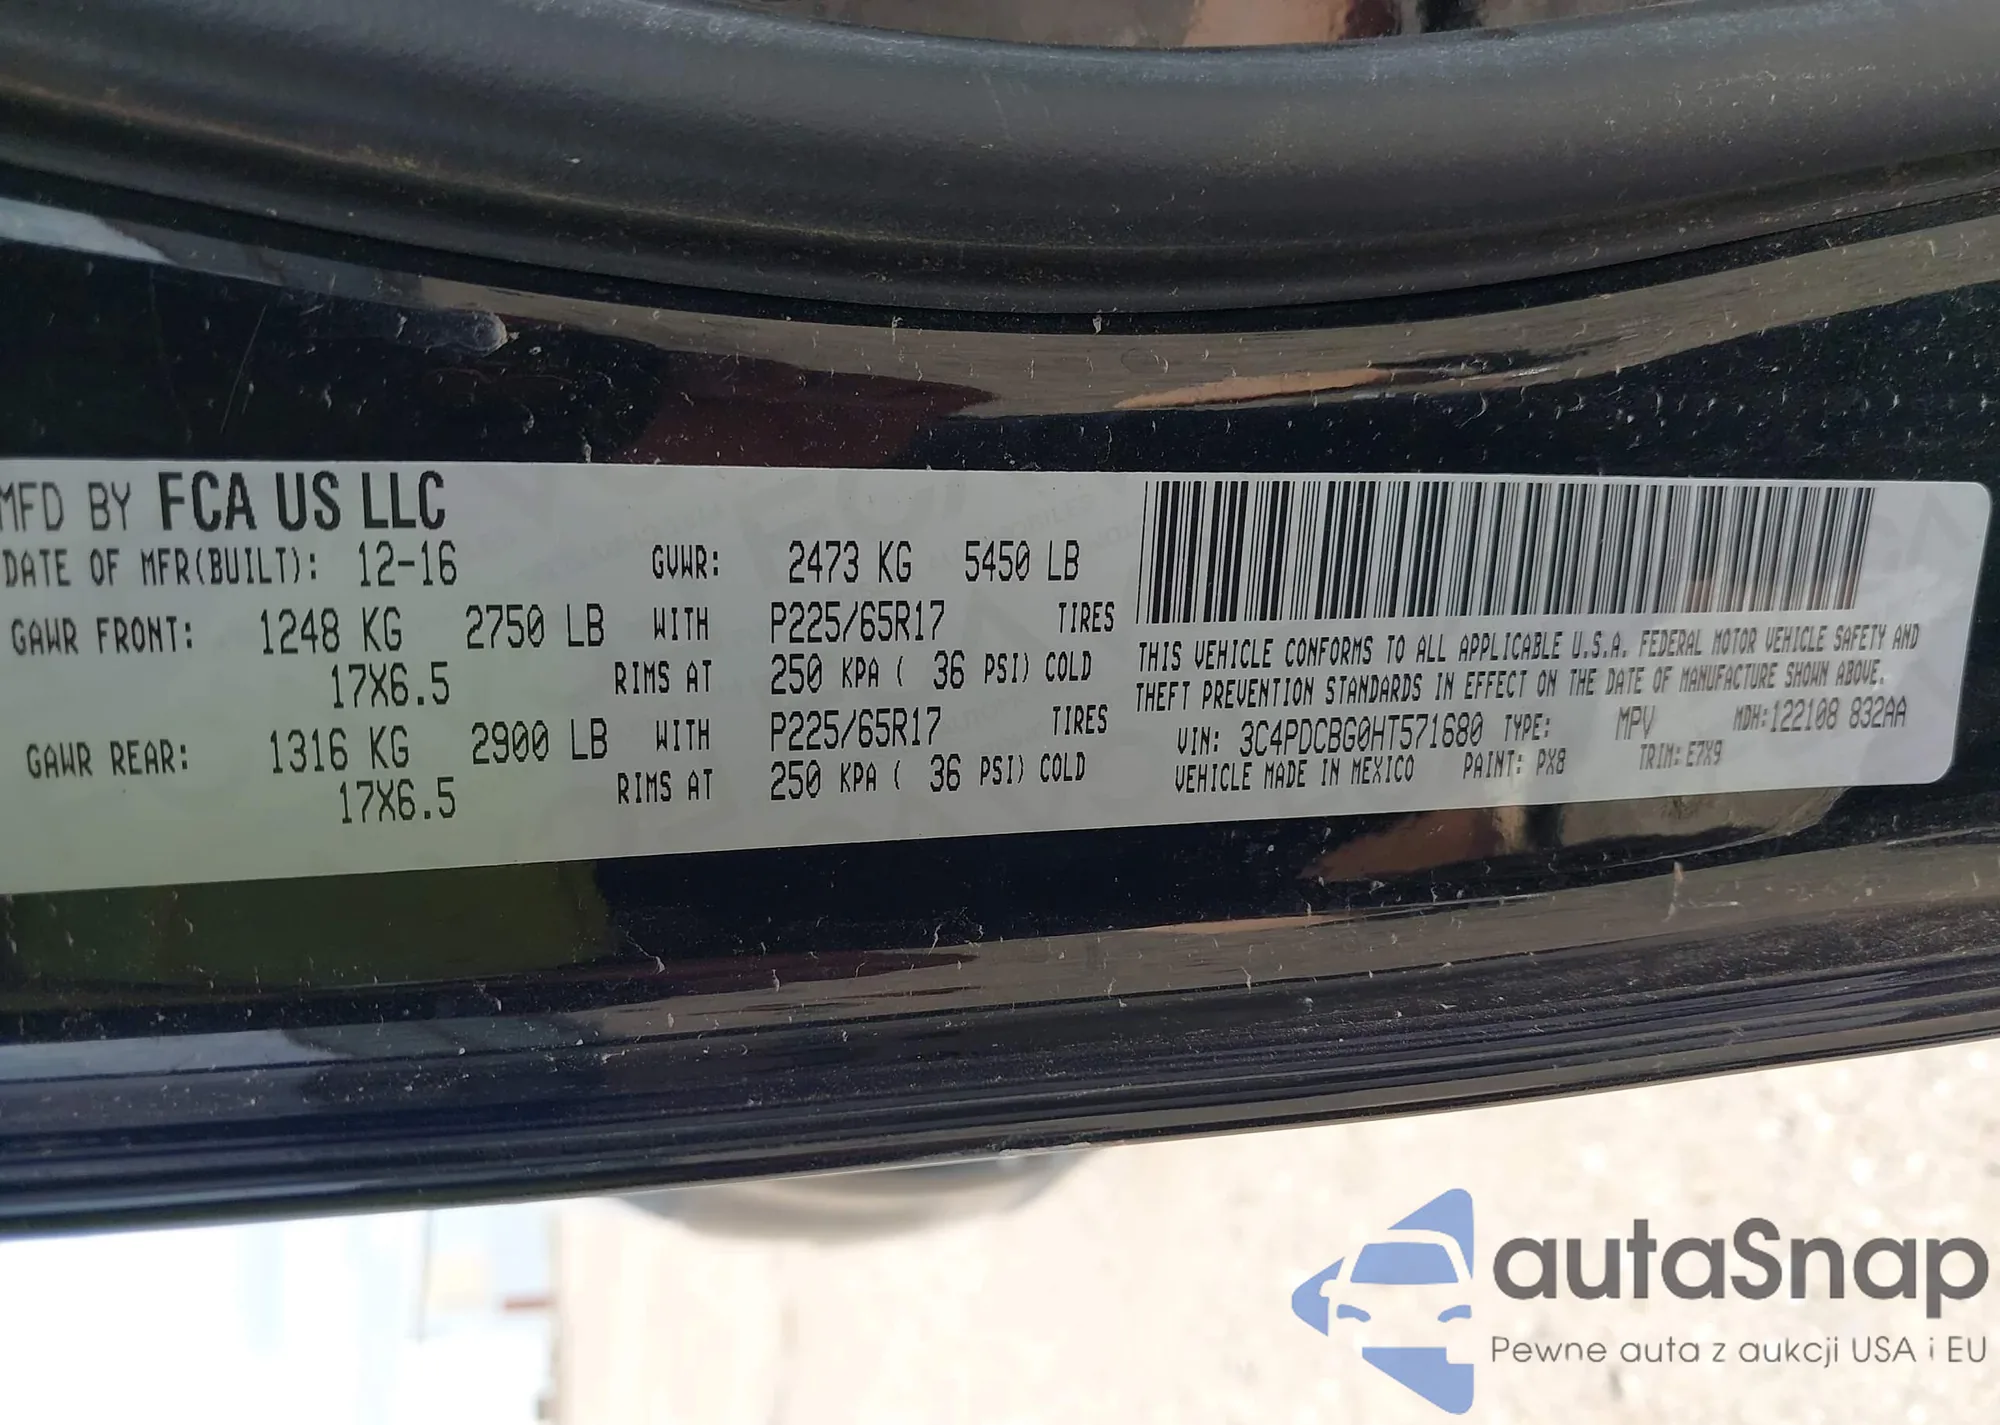 MFD BY FCA US LLC
DATE OF MFR(BUILT): 12-16 GVWR: 2473 KG 5450 LB
GAWR FRONT: 1248 KG 2750 LB WITH P225/65R17 TIRES
17X6.5 RIMS AT 250 KPA ( 36 PSI) COLD
GAWR REAR: 1316 KG 2900 LB WITH P225/65R17 TIRES
17X6.5 RIMS AT 250 KPA ( 36 PSI) COLD
THIS VEHICLE CONFORMS TO ALL APPLICABLE U.S.A. FEDERAL MOTOR VEHICLE SAFETY AND
THEFT PREVENTION STANDARDS IN EFFECT ON THE DATE OF MANUFACTURE SHOWN ABOVE.
VIN: 3C4PDCBG0HT571680 TYPE: MPV MDH:122108 832AA
VEHICLE MADE IN MEXICO PAINT: PX8 TRIM: E7X9
autaSnap
Pewne auta z aukcji USA i EU